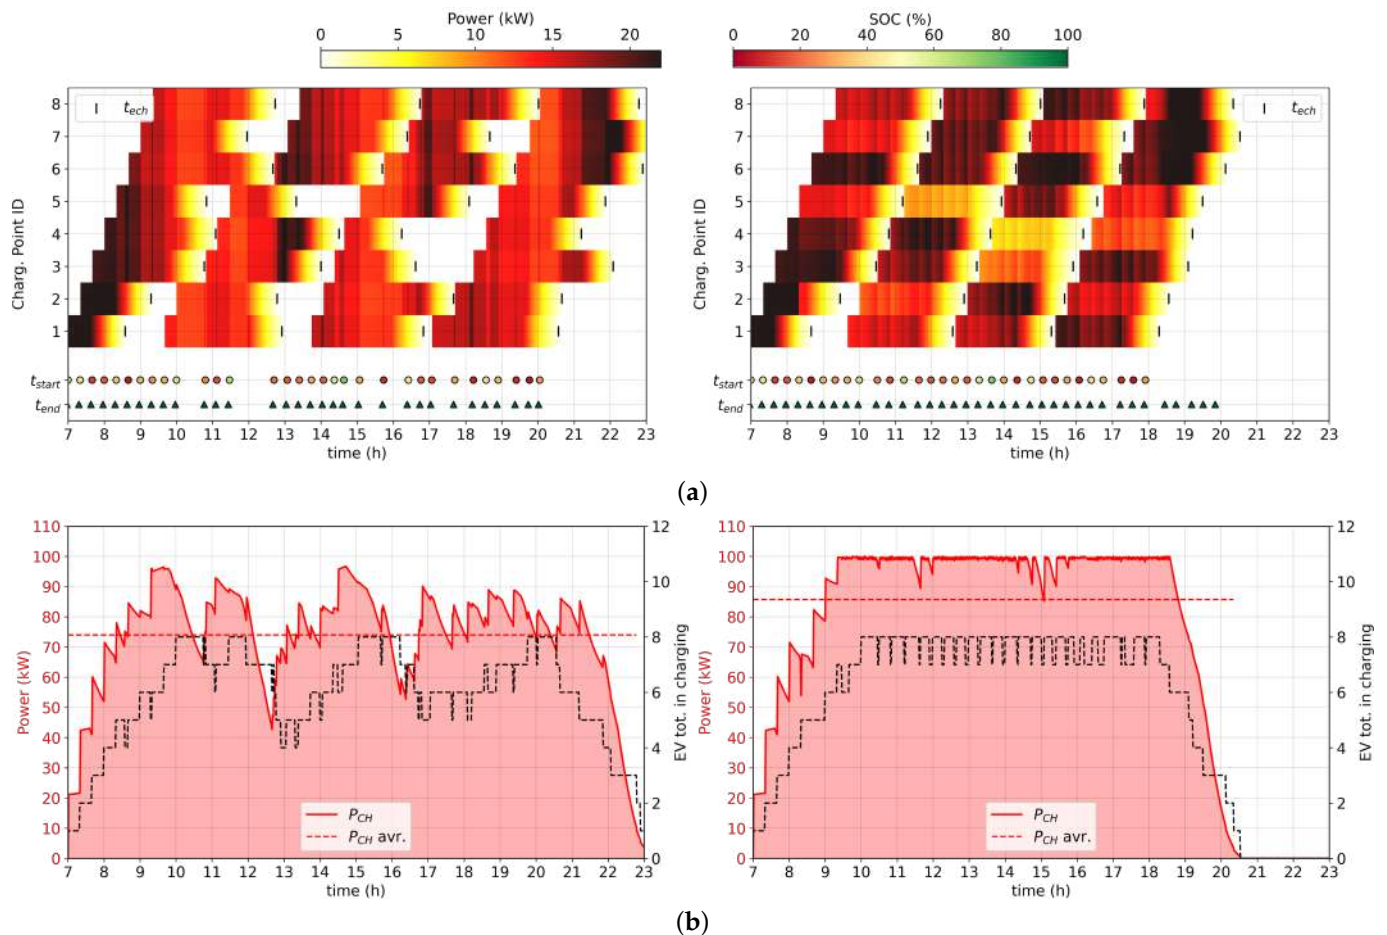 Power (kW)
0 5 10 15 20
SOC (%)
0 20 40 60 80 100
Charg. Point ID
8
7
6
5
4
3
2
1
t_ech
t_start
t_end
7 8 9 10 11 12 13 14 15 16 17 18 19 20 21 22 23
time (h)
Charg. Point ID
8
7
6
5
4
3
2
1
t_ech
t_start
t_end
7 8 9 10 11 12 13 14 15 16 17 18 19 20 21 22 23
time (h)
(a)
Power (kW)
110
100
90
80
70
60
50
40
30
20
10
0
P_CH
P_CH avr.
12
10
8
6
4
2
0
EV tot. in charging
7 8 9 10 11 12 13 14 15 16 17 18 19 20 21 22 23
time (h)
Power (kW)
110
100
90
80
70
60
50
40
30
20
10
0
P_CH
P_CH avr.
12
10
8
6
4
2
0
EV tot. in charging
7 8 9 10 11 12 13 14 15 16 17 18 19 20 21 22 23
time (h)
(b)